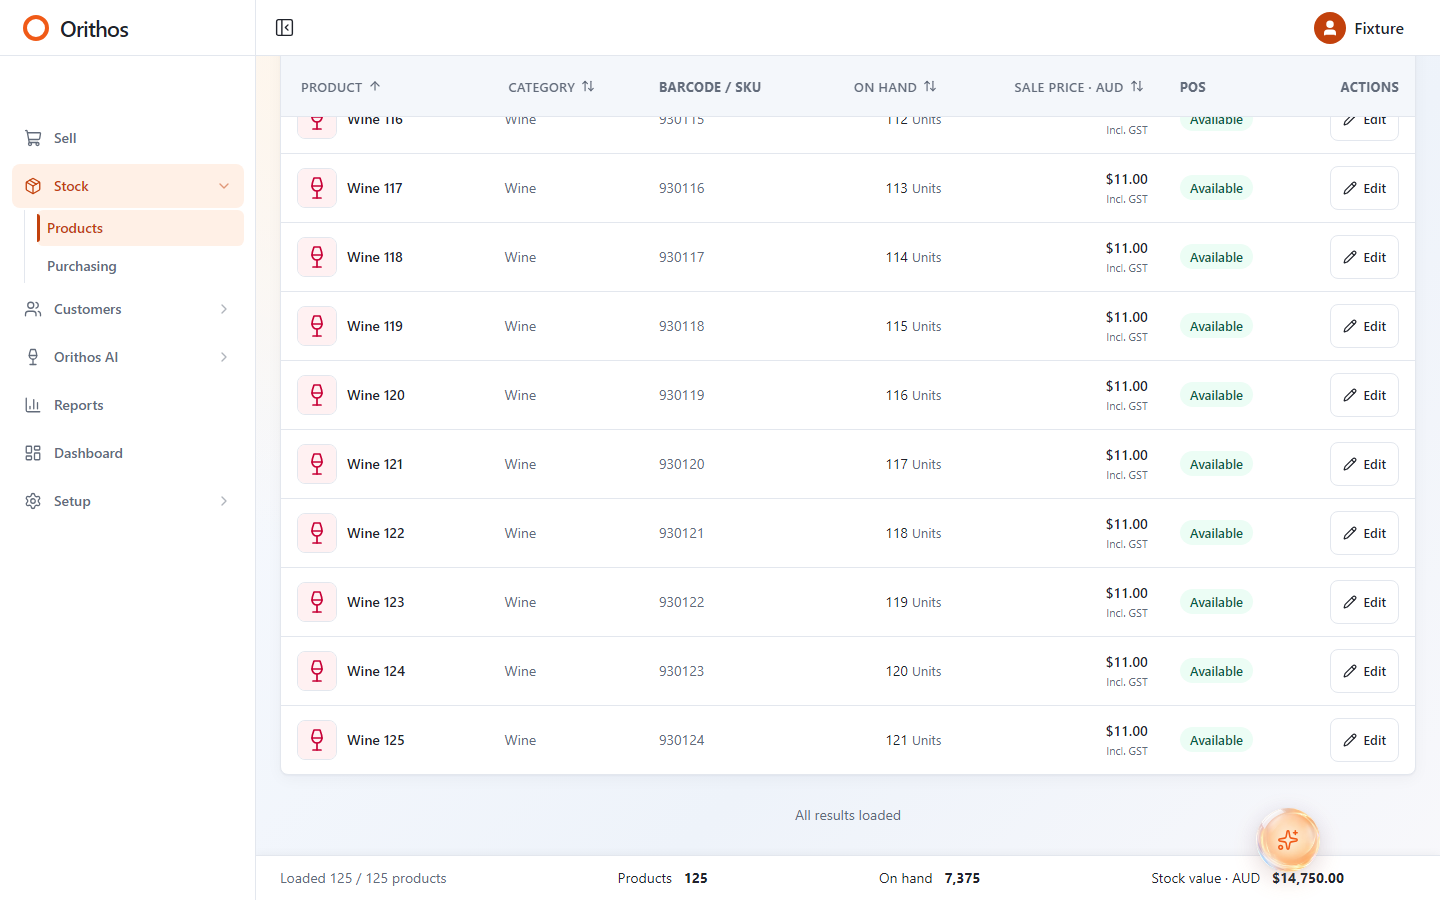 Orithos
Fixture
Sell
Stock
Products
Purchasing
Customers
Orithos AI
Reports
Dashboard
Setup
PRODUCT CATEGORY BARCODE / SKU ON HAND SALE PRICE · AUD POS ACTIONS
Wine 116 Wine 930115 112 Units Incl. GST Available Edit
Wine 117 Wine 930116 113 Units $11.00 Incl. GST Available Edit
Wine 118 Wine 930117 114 Units $11.00 Incl. GST Available Edit
Wine 119 Wine 930118 115 Units $11.00 Incl. GST Available Edit
Wine 120 Wine 930119 116 Units $11.00 Incl. GST Available Edit
Wine 121 Wine 930120 117 Units $11.00 Incl. GST Available Edit
Wine 122 Wine 930121 118 Units $11.00 Incl. GST Available Edit
Wine 123 Wine 930122 119 Units $11.00 Incl. GST Available Edit
Wine 124 Wine 930123 120 Units $11.00 Incl. GST Available Edit
Wine 125 Wine 930124 121 Units $11.00 Incl. GST Available Edit
All results loaded
Loaded 125 / 125 products Products 125 On hand 7,375 Stock value · AUD $14,750.00